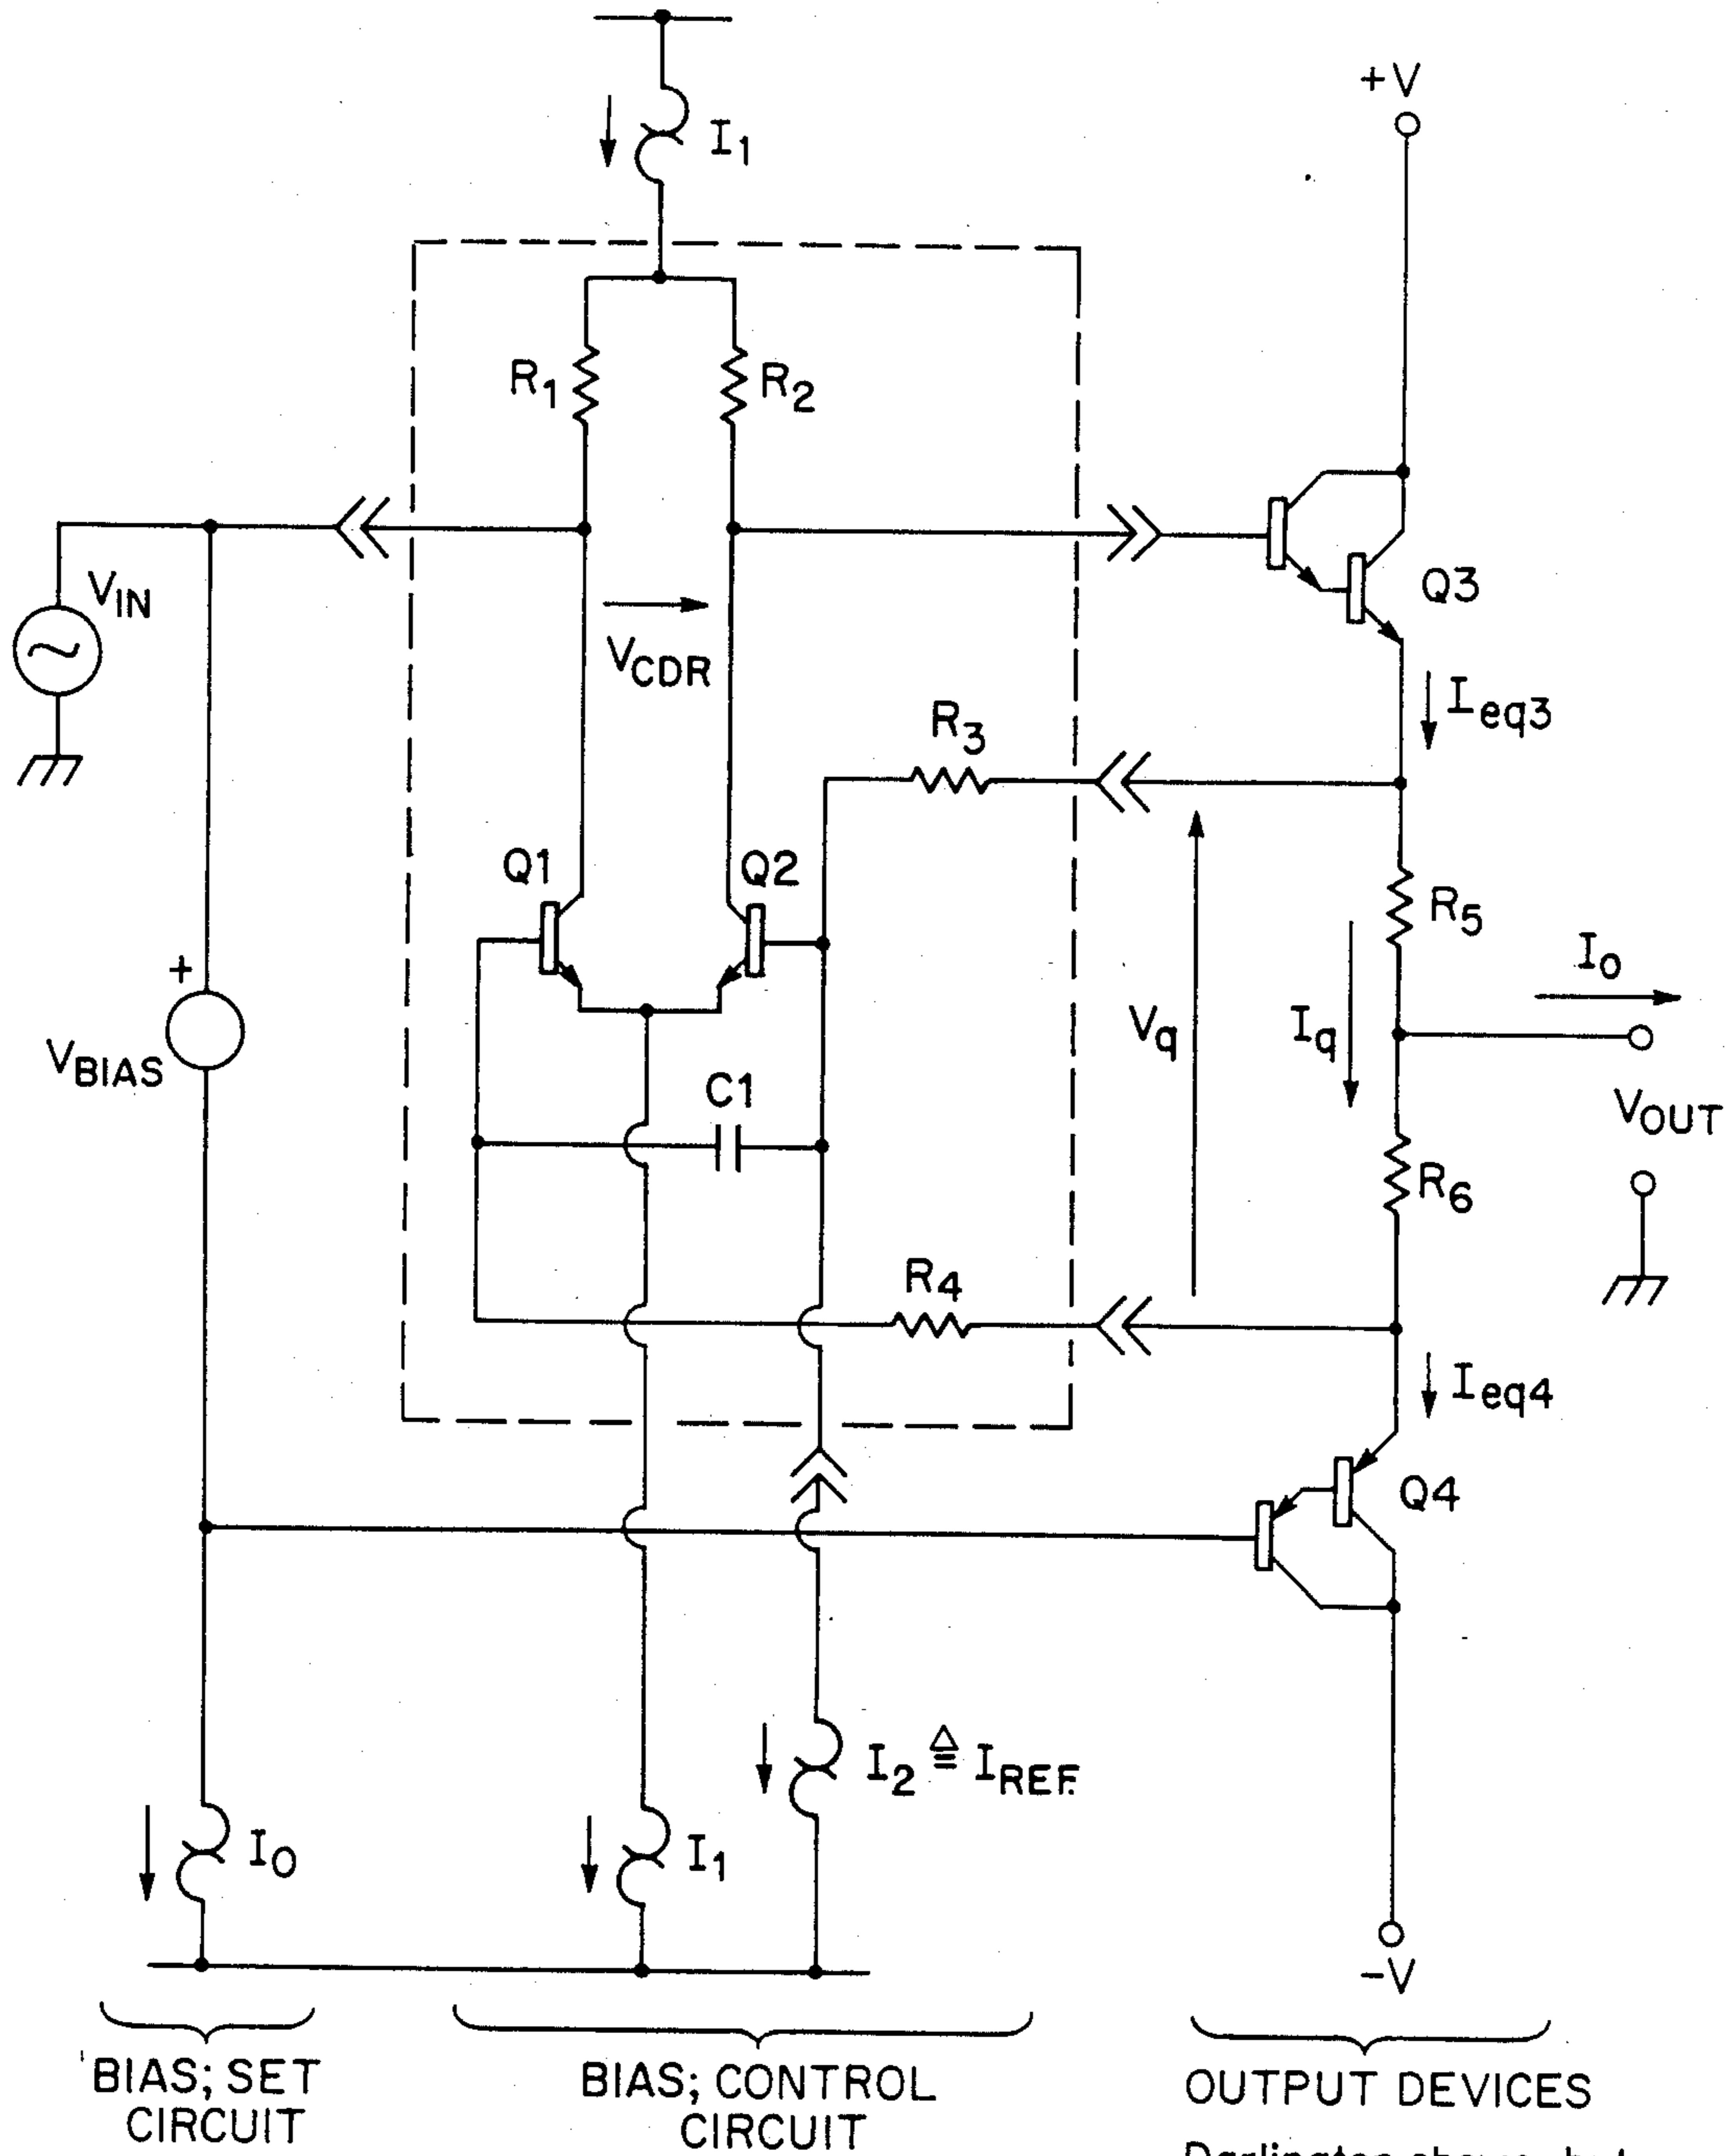 +V
I1
R1
R2
VIN
VCDR
Q3
Ieq3
R3
Q1
Q2
R5
Io
+
VBIAS
Vq
Iq
C1
VOUT
R6
R4
Ieq4
Q4
I2 ≜ IREF.
IO
I1
-V
BIAS; SET
CIRCUIT
BIAS; CONTROL
CIRCUIT
OUTPUT DEVICES